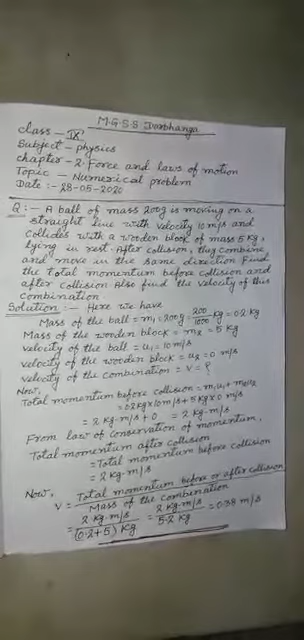 M.G.S.S Darbhanga
class - IX
Subject - physics
chapter - 2. Force and laws of motion
Topic - Numerical problem
Date :- 28-05-2020
Q:- A ball of mass 200g is moving on a
straight line with velocity 10 m/s and
collides with a wooden block of mass 5 kg,
lying in rest. After collision, they combine
and move in the same direction Find
the total momentum before collision and
after collision Also find the velocity of this
combination.
Solution :- Here we have
Mass of the ball = m₁ = 200g = 200/1000 kg = 0.2 kg
Mass of the wooden block = m₂ = 5 kg
velocity of the ball = u₁ = 10 m/s
velocity of the wooden block = u₂ = 0 m/s
velocity of the combination = v = ?
Now,
Total momentum before collision = m₁u₁ + m₂u₂
= 0.2 kg x 10 m/s + 5 kg x 0 m/s
= 2 kg. m/s + 0 = 2 kg. m/s
From law of conservation of momentum,
Total momentum after collision
= Total momentum before collision
= 2 kg. m/s
Now,
v = Total momentum before or after collision / Mass of the combination
= 2 kg. m/s / (0.2+5) kg = 2 kg. m/s / 5.2 kg = 0.38 m/s